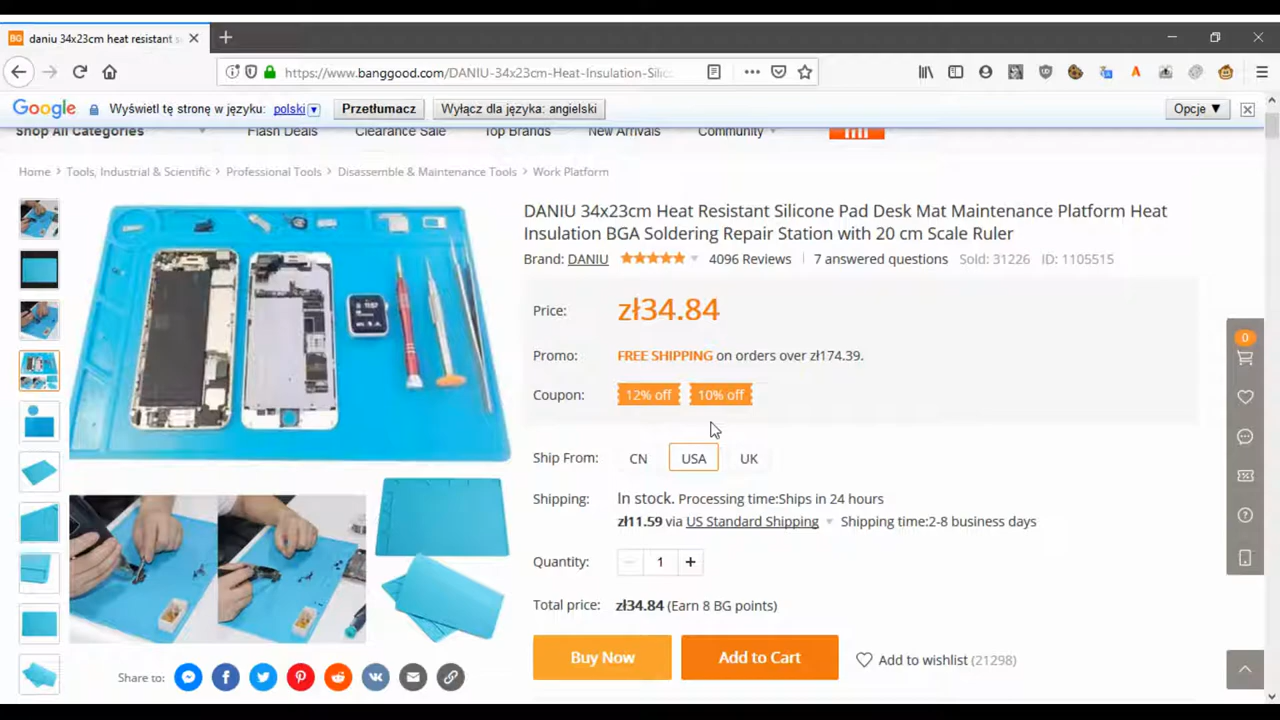 BG daniu 34x23cm heat resistant s
https://www.banggood.com/DANIU-34x23cm-Heat-Insulation-Silic
Google Wyświetl tę stronę w języku: polski Przetłumacz Wyłącz dla języka: angielski Opcje ▼
Shop All Categories Flash Deals Clearance Sale Top Brands New Arrivals Community
Home > Tools, Industrial & Scientific > Professional Tools > Disassemble & Maintenance Tools > Work Platform
DANIU 34x23cm Heat Resistant Silicone Pad Desk Mat Maintenance Platform Heat
Insulation BGA Soldering Repair Station with 20 cm Scale Ruler
Brand: DANIU 4096 Reviews 7 answered questions Sold: 31226 ID: 1105515
Price: zł34.84
Promo: FREE SHIPPING on orders over zł174.39.
0
Coupon: 12% off 10% off
Ship From: CN USA UK
Shipping: In stock. Processing time:Ships in 24 hours
zł11.59 via US Standard Shipping Shipping time:2-8 business days
Quantity: 1
Total price: zł34.84 (Earn 8 BG points)
Buy Now Add to Cart Add to wishlist (21298)
Share to: